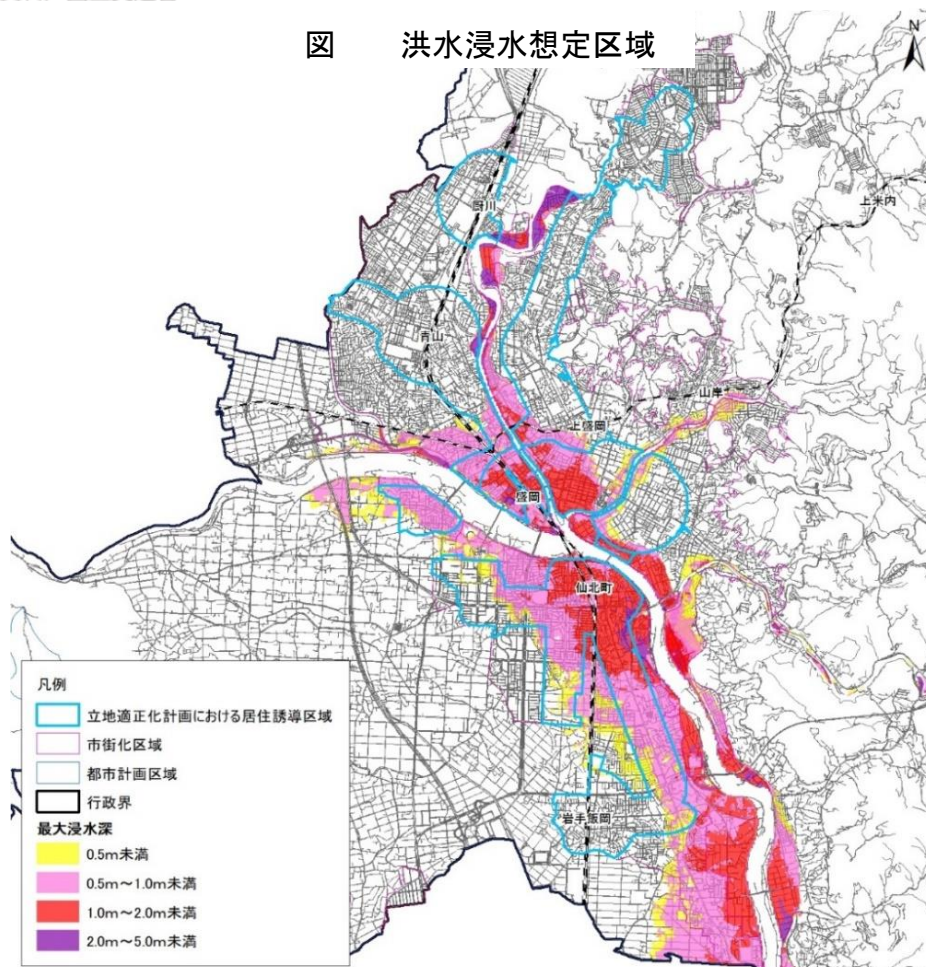 図 洪水浸水想定区域
N
上米内
厨川
青山
山岸
上盛岡
盛岡
仙北町
岩手飯岡
凡例
立地適正化計画における居住誘導区域
市街化区域
都市計画区域
行政界
最大浸水深
0.5m未満
0.5m～1.0m未満
1.0m～2.0m未満
2.0m～5.0m未満